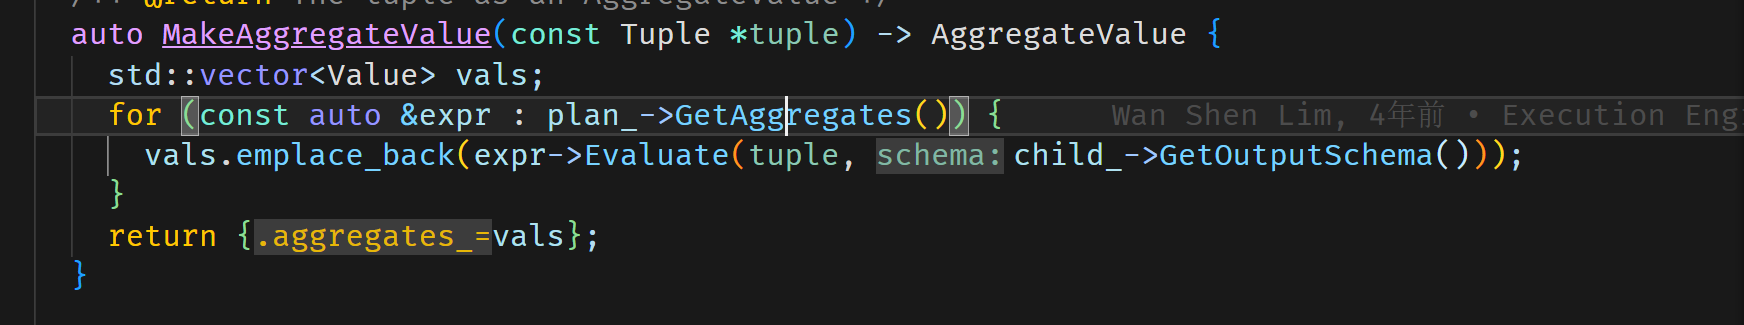 /** @return The tuple as an AggregateValue */
auto MakeAggregateValue(const Tuple *tuple) -> AggregateValue {
std::vector<Value> vals;
for (const auto &expr : plan_->GetAggregates()) { Wan Shen Lim, 4年前 • Execution Eng
vals.emplace_back(expr->Evaluate(tuple, schema: child_->GetOutputSchema()));
}
return {.aggregates_=vals};
}